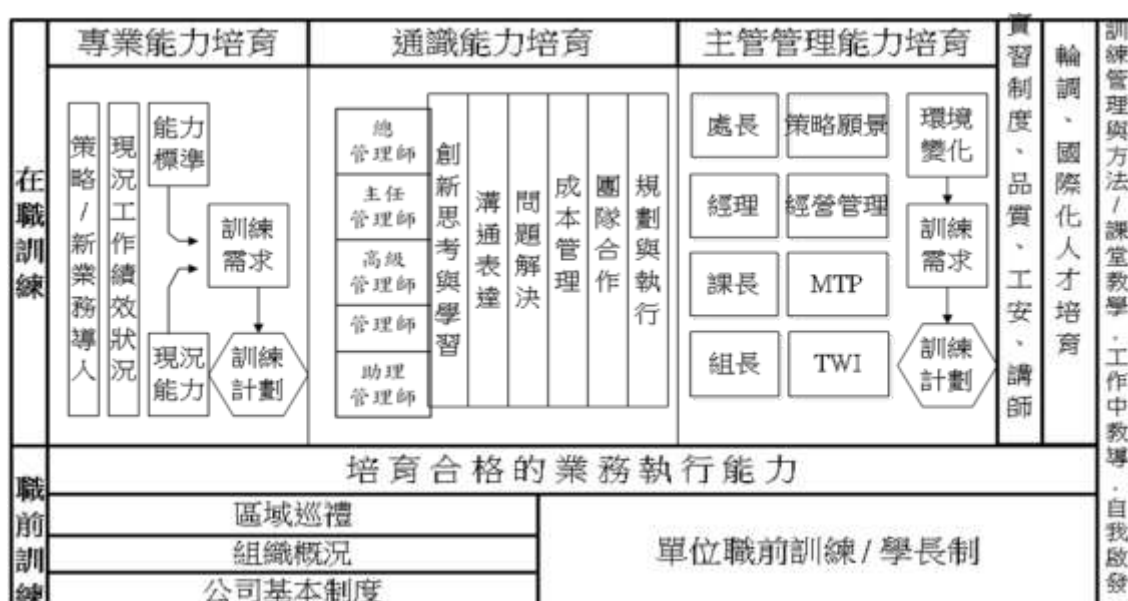 專業能力培育
通識能力培育
主管管理能力培育
在職訓練
策略/新業務導入
現況工作績效狀況
能力
標準
訓練
需求
現況
能力
訓練
計劃
總
管理師
主任
管理師
高級
管理師
管理師
助理
管理師
創新思考與學習
溝通表達
問題解決
成本管理
團隊合作
規劃與執行
處長
策略願景
經理
經營管理
課長
MTP
組長
TWI
環境
變化
訓練
需求
訓練
計劃
實習制度、品質、工安、講師
輪調、國際化人才培育
訓練管理與方法/課堂教學.工作中教導.自我啟發
職前訓練
培育合格的業務執行能力
區域巡禮
組織概況
公司基本制度
單位職前訓練/學長制